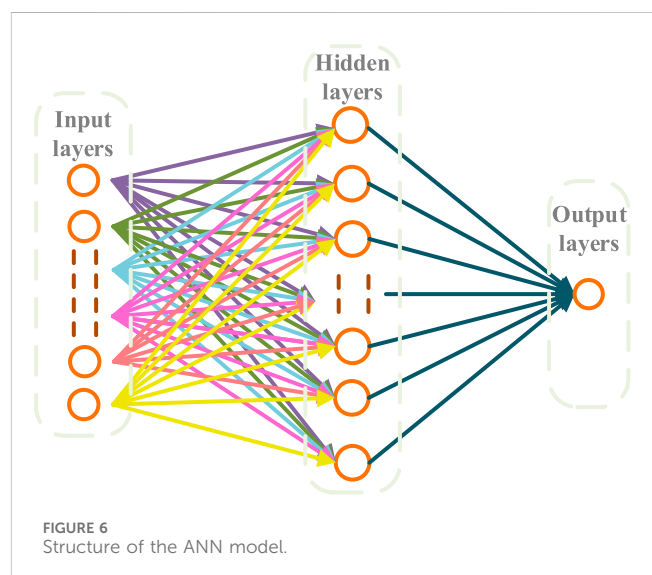 Hidden
layers
Input
layers
Output
layers
FIGURE 6
Structure of the ANN model.